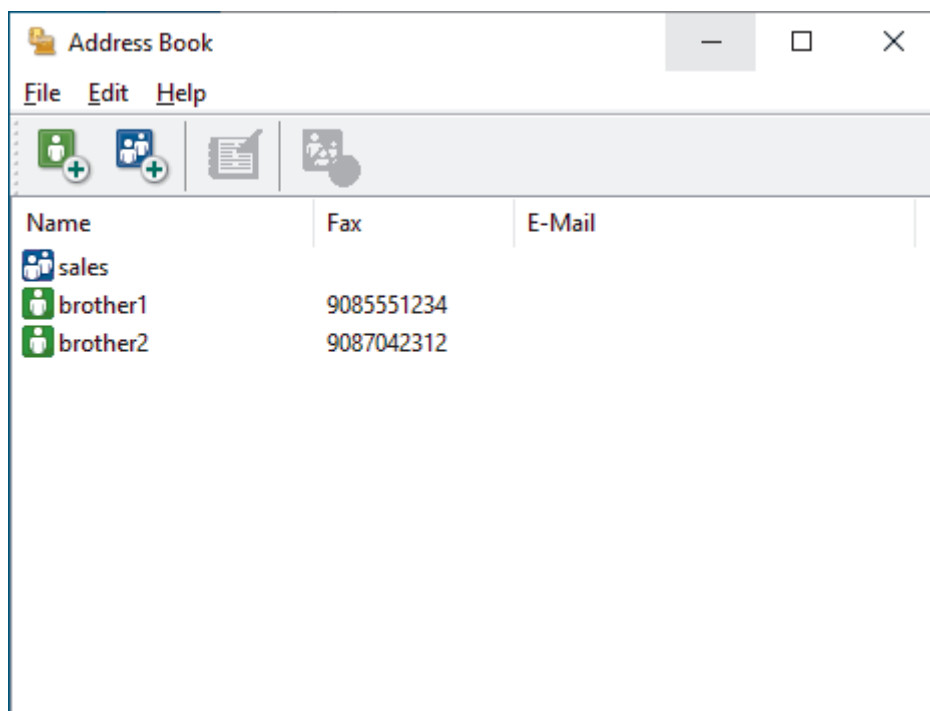 Address Book
File Edit Help
Name Fax E-Mail
sales
brother1 9085551234
brother2 9087042312